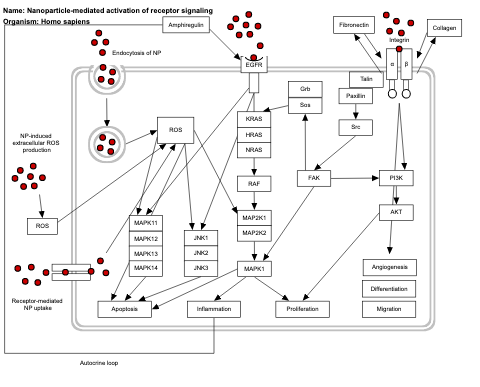 Name: Nanoparticle-mediated activation of receptor signaling
Organism: Homo sapiens
Amphiregulin
Fibronectin
Collagen
Integrin
Endocytosis of NP
EGFR
α
β
Talin
Grb
Sos
Paxillin
Src
KRAS
HRAS
NRAS
ROS
NP-induced
extracellular ROS
production
RAF
FAK
PI3K
AKT
ROS
MAPK11
MAPK12
MAPK13
MAPK14
JNK1
JNK2
JNK3
MAP2K1
MAP2K2
MAPK1
Angiogenesis
Differentiation
Migration
Receptor-mediated
NP uptake
Apoptosis
Inflammation
Proliferation
Autocrine loop